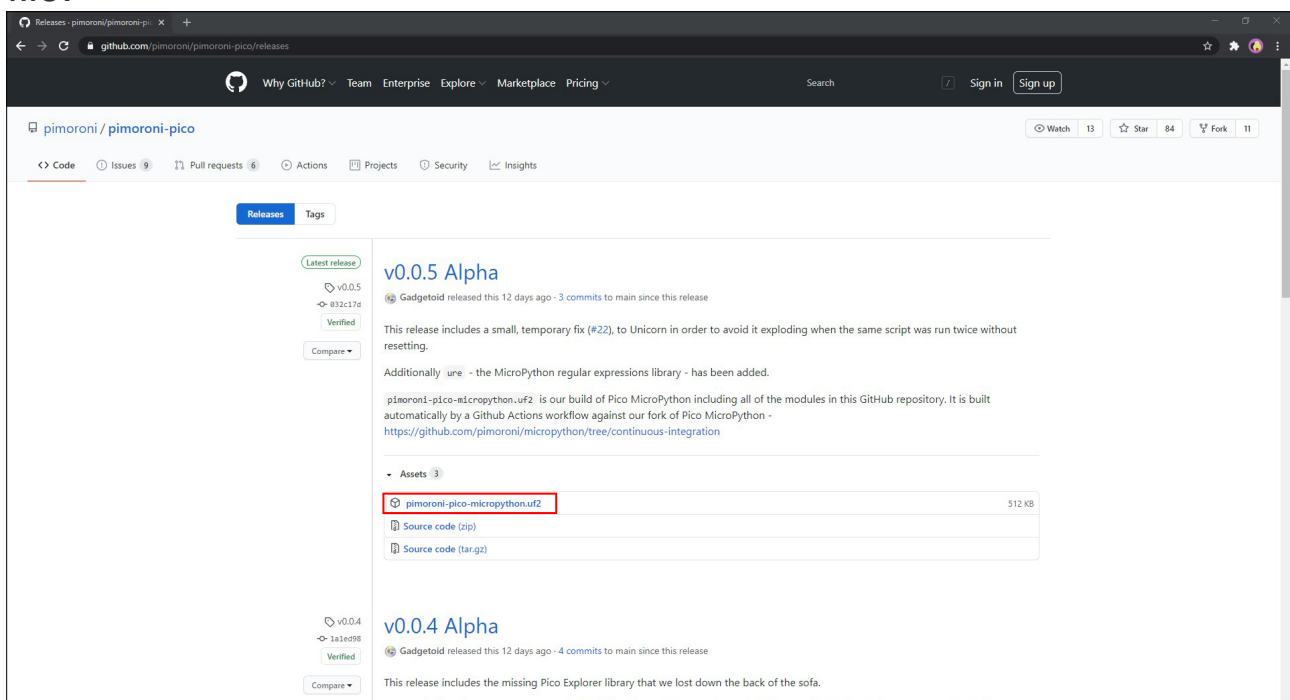 Releases · pimoroni/pimoroni-pic
github.com/pimoroni/pimoroni-pico/releases
Why GitHub? Team Enterprise Explore Marketplace Pricing Search / Sign in Sign up
pimoroni / pimoroni-pico Watch 13 Star 84 Fork 11
<> Code Issues 9 Pull requests 6 Actions Projects Security Insights
Releases Tags
Latest release
v0.0.5
032c17d
Verified
Compare
v0.0.5 Alpha
Gadgetoid released this 12 days ago · 3 commits to main since this release
This release includes a small, temporary fix (#22), to Unicorn in order to avoid it exploding when the same script was run twice without
resetting.
Additionally ure - the MicroPython regular expressions library - has been added.
pimoroni-pico-micropython.uf2 is our build of Pico MicroPython including all of the modules in this GitHub repository. It is built
automatically by a Github Actions workflow against our fork of Pico MicroPython -
https://github.com/pimoroni/micropython/tree/continuous-integration
Assets 3
pimoroni-pico-micropython.uf2 512 KB
Source code (zip)
Source code (tar.gz)
v0.0.4
1a1ed98
Verified
Compare
v0.0.4 Alpha
Gadgetoid released this 12 days ago · 4 commits to main since this release
This release includes the missing Pico Explorer library that we lost down the back of the sofa.